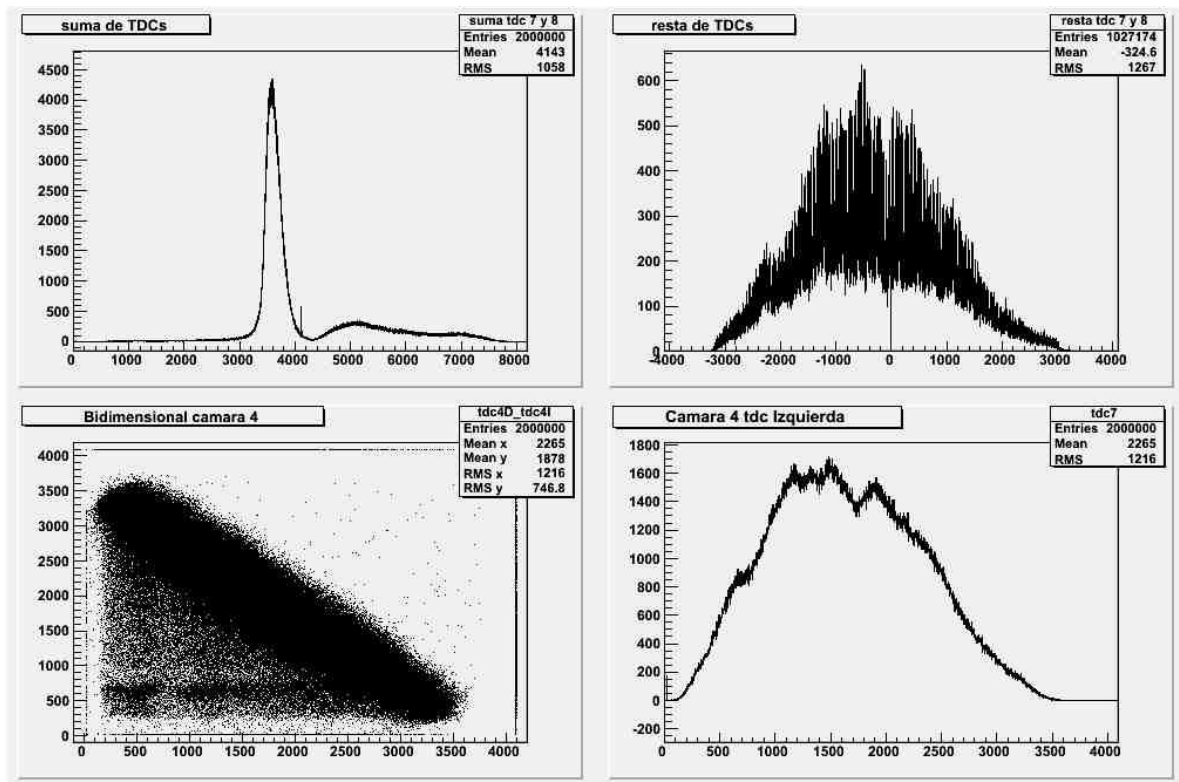 suma de TDCs
suma tdc 7 y 8
Entries 2000000
Mean 4143
RMS 1058
4500
4000
3500
3000
2500
2000
1500
1000
500
0
0 1000 2000 3000 4000 5000 6000 7000 8000
resta de TDCs
resta tdc 7 y 8
Entries 1027174
Mean -324.6
RMS 1267
600
500
400
300
200
100
0
-4000 -3000 -2000 -1000 0 1000 2000 3000 4000
Bidimensional camara 4
tdc4D_tdc4I
Entries 2000000
Mean x 2265
Mean y 1878
RMS x 1216
RMS y 746.8
4000
3500
3000
2500
2000
1500
1000
500
0
0 500 1000 1500 2000 2500 3000 3500 4000
Camara 4 tdc Izquierda
tdc7
Entries 2000000
Mean 2265
RMS 1216
1800
1600
1400
1200
1000
800
600
400
200
0
-200
0 500 1000 1500 2000 2500 3000 3500 4000